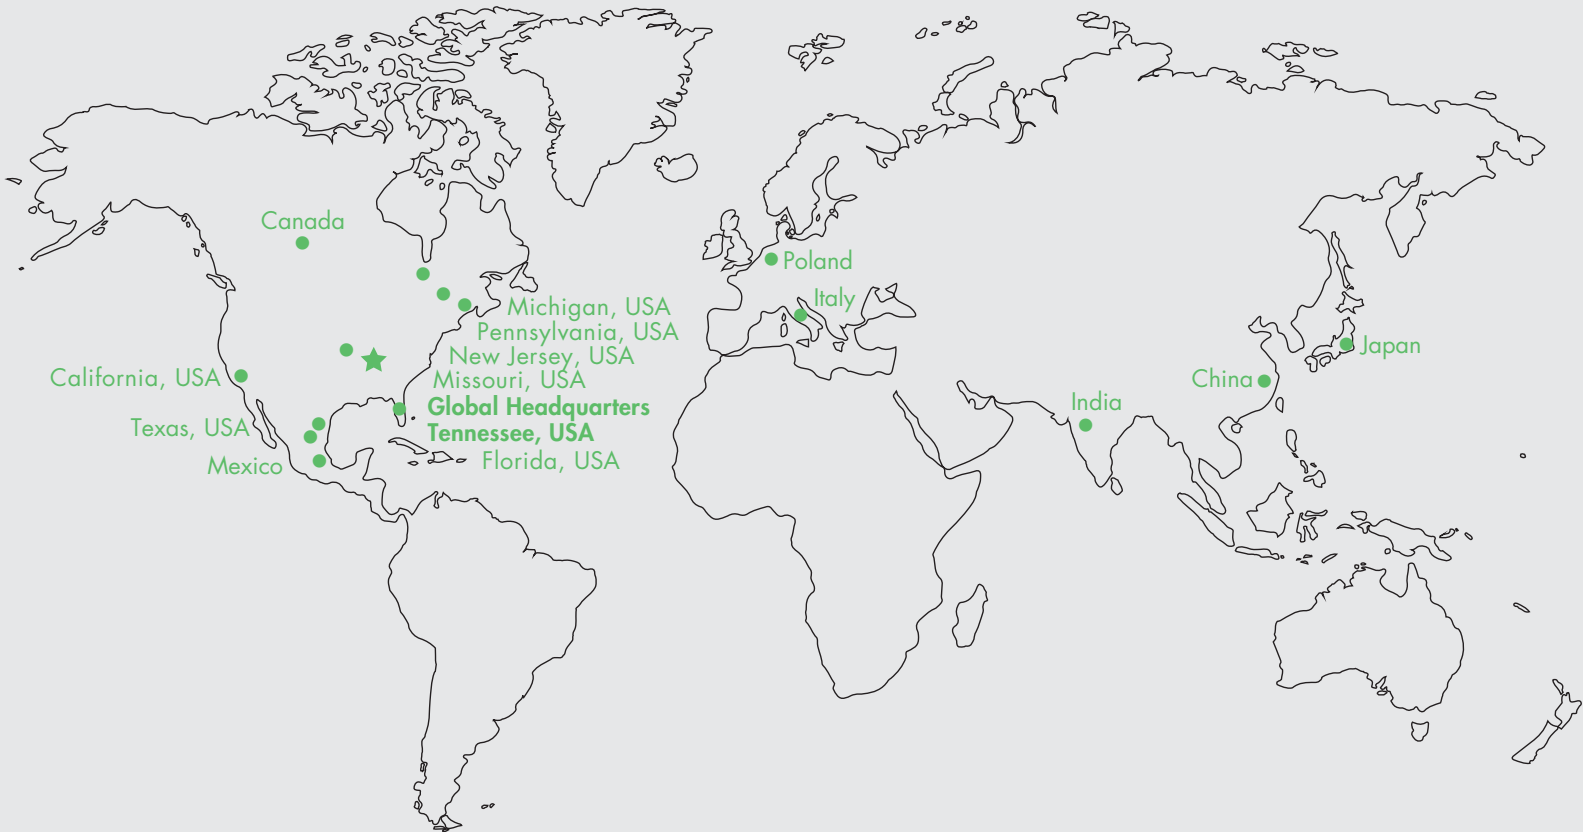 Canada
Michigan, USA
Pennsylvania, USA
New Jersey, USA
Missouri, USA
Global Headquarters
Tennessee, USA
Florida, USA
California, USA
Texas, USA
Mexico
Poland
Italy
India
China
Japan